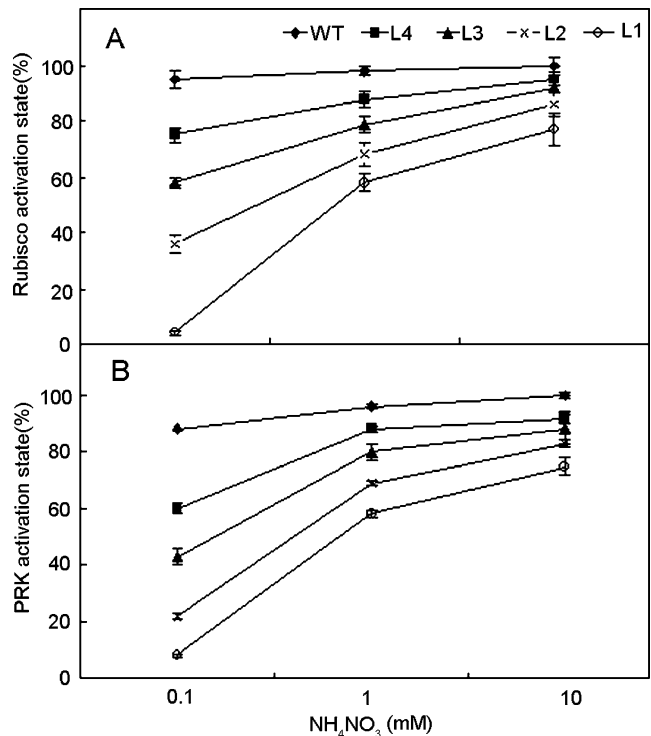 A
WT L4 L3 L2 L1
Rubisco activation state(%)
100
80
60
40
20
0
B
PRK activation state(%)
100
80
60
40
20
0
0.1 1 10
NH₄NO₃ (mM)